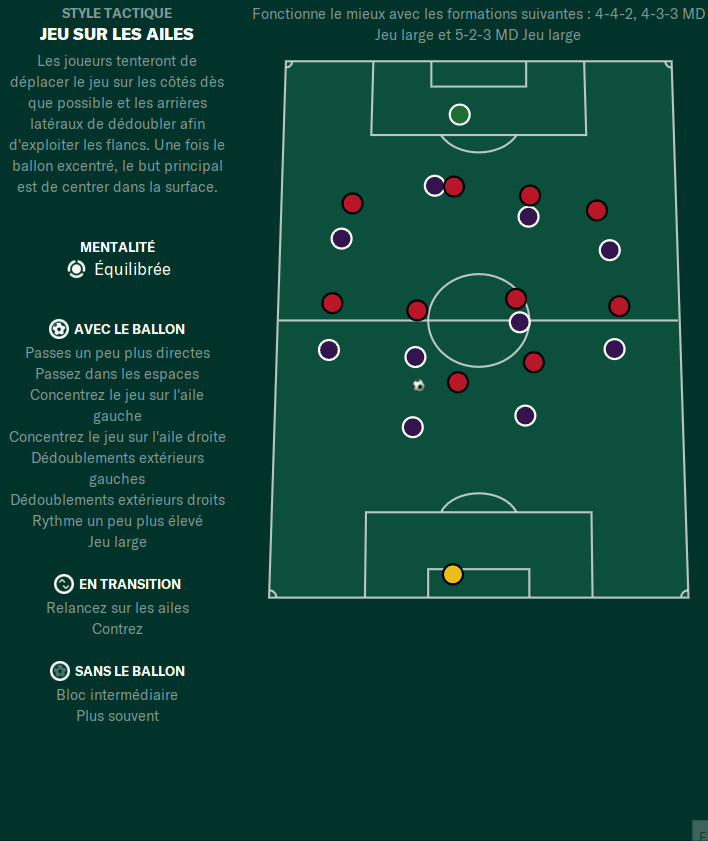 STYLE TACTIQUE
JEU SUR LES AILES
Les joueurs tenteront de
déplacer le jeu sur les côtés dès
que possible et les arrières
latéraux de dédoubler afin
d'exploiter les flancs. Une fois le
ballon excentré, le but principal
est de centrer dans la surface.
MENTALITÉ
Équilibrée
AVEC LE BALLON
Passes un peu plus directes
Passez dans les espaces
Concentrez le jeu sur l'aile
gauche
Concentrez le jeu sur l'aile droite
Dédoublements extérieurs
gauches
Dédoublements extérieurs droits
Rythme un peu plus élevé
Jeu large
EN TRANSITION
Relancez sur les ailes
Contrez
SANS LE BALLON
Bloc intermédiaire
Plus souvent
Fonctionne le mieux avec les formations suivantes : 4-4-2, 4-3-3 MD
Jeu large et 5-2-3 MD Jeu large